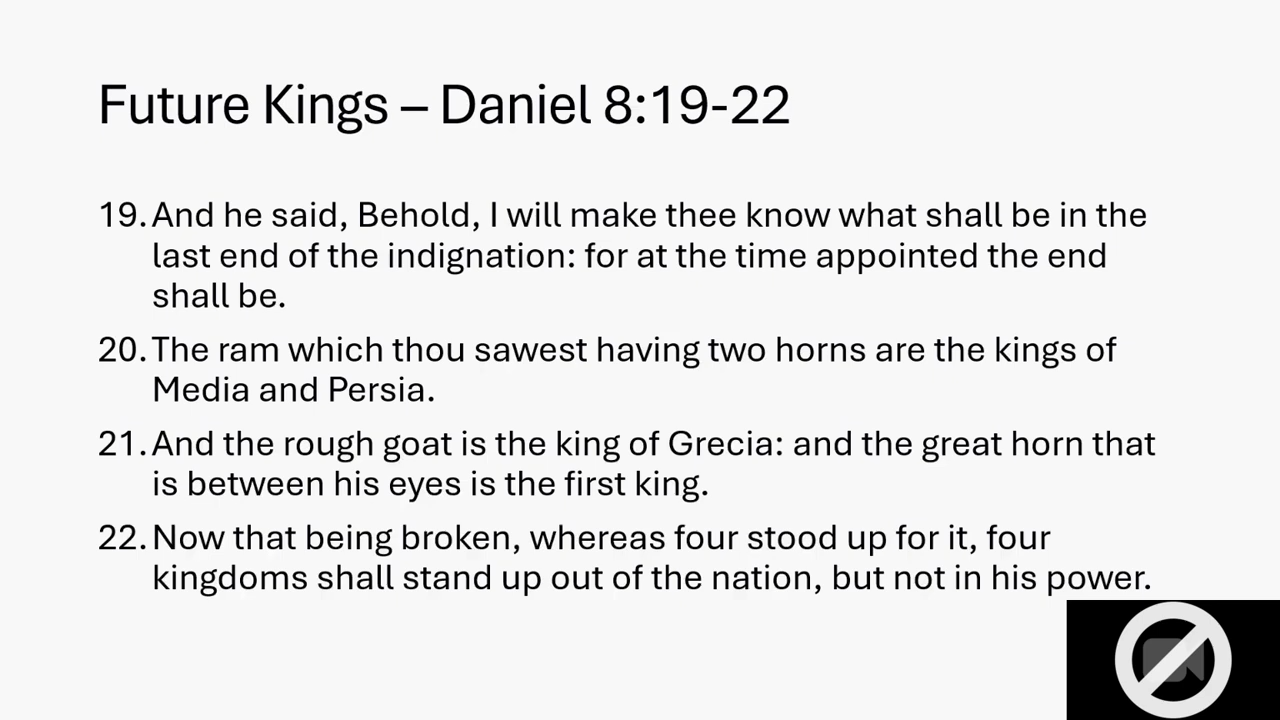 Future Kings – Daniel 8:19-22
19. And he said, Behold, I will make thee know what shall be in the
last end of the indignation: for at the time appointed the end
shall be.
20. The ram which thou sawest having two horns are the kings of
Media and Persia.
21. And the rough goat is the king of Grecia: and the great horn that
is between his eyes is the first king.
22. Now that being broken, whereas four stood up for it, four
kingdoms shall stand up out of the nation, but not in his power.